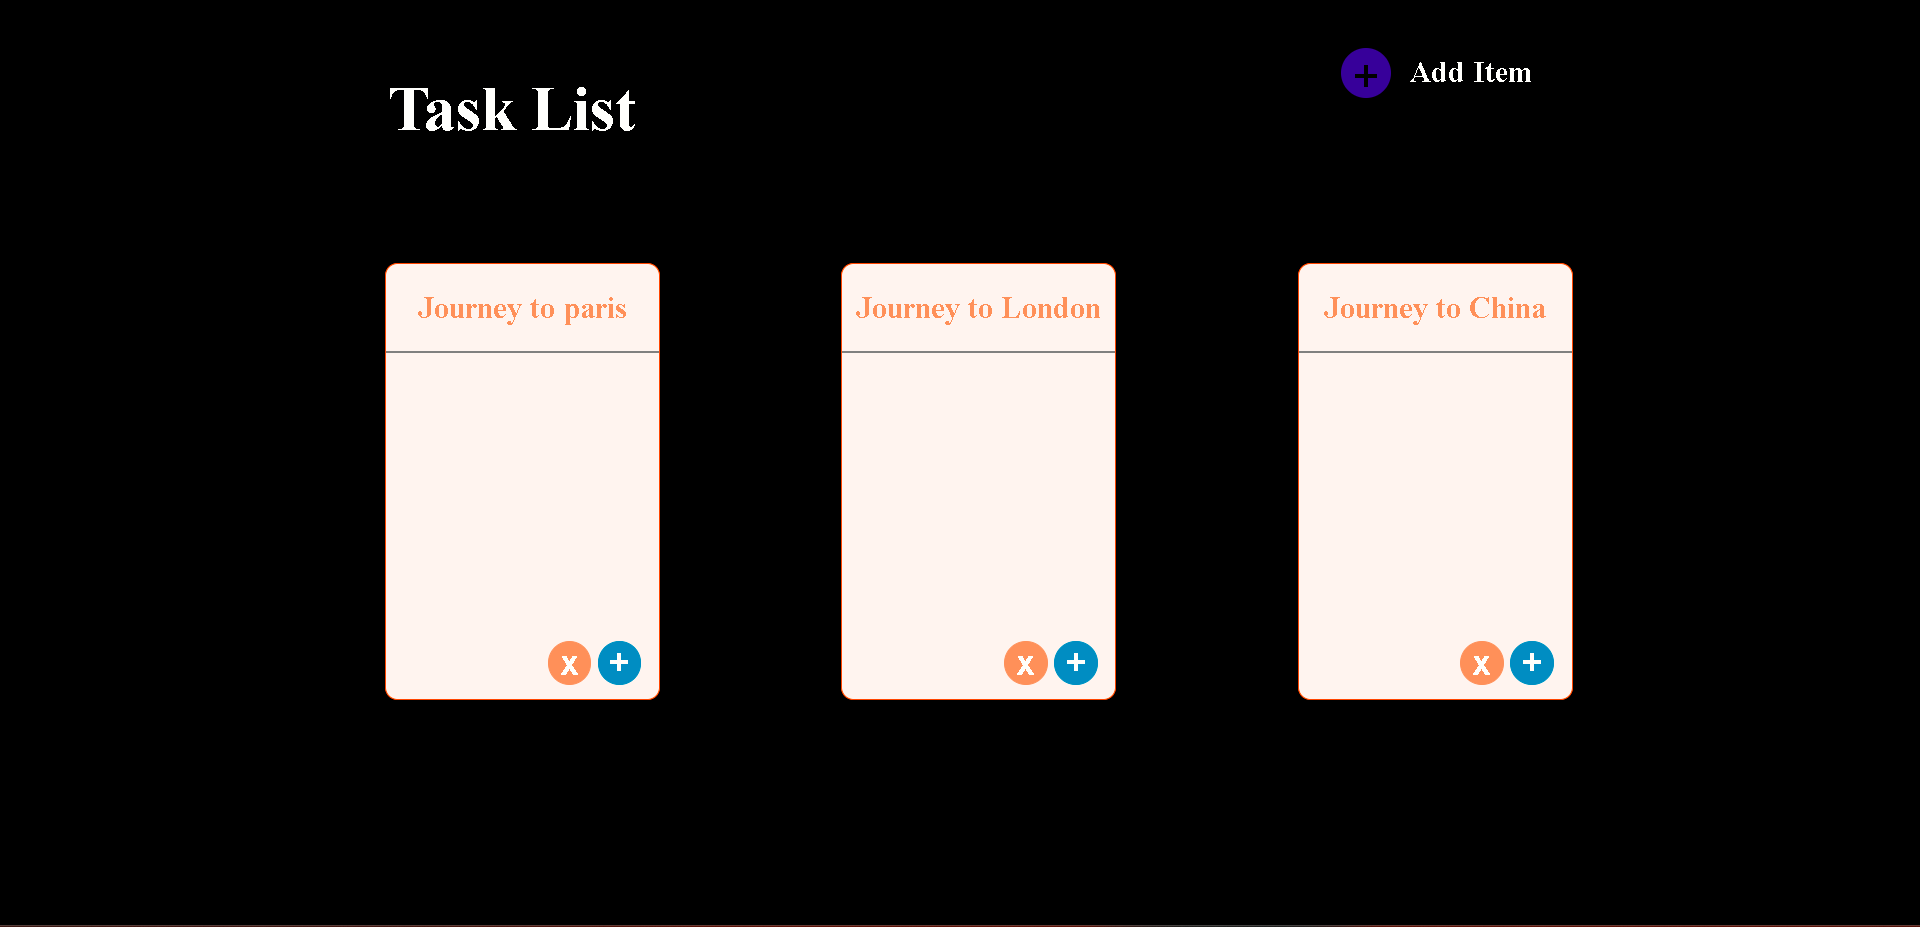 Task List
+ Add Item
Journey to paris
Journey to London
Journey to China
x +
x +
x +